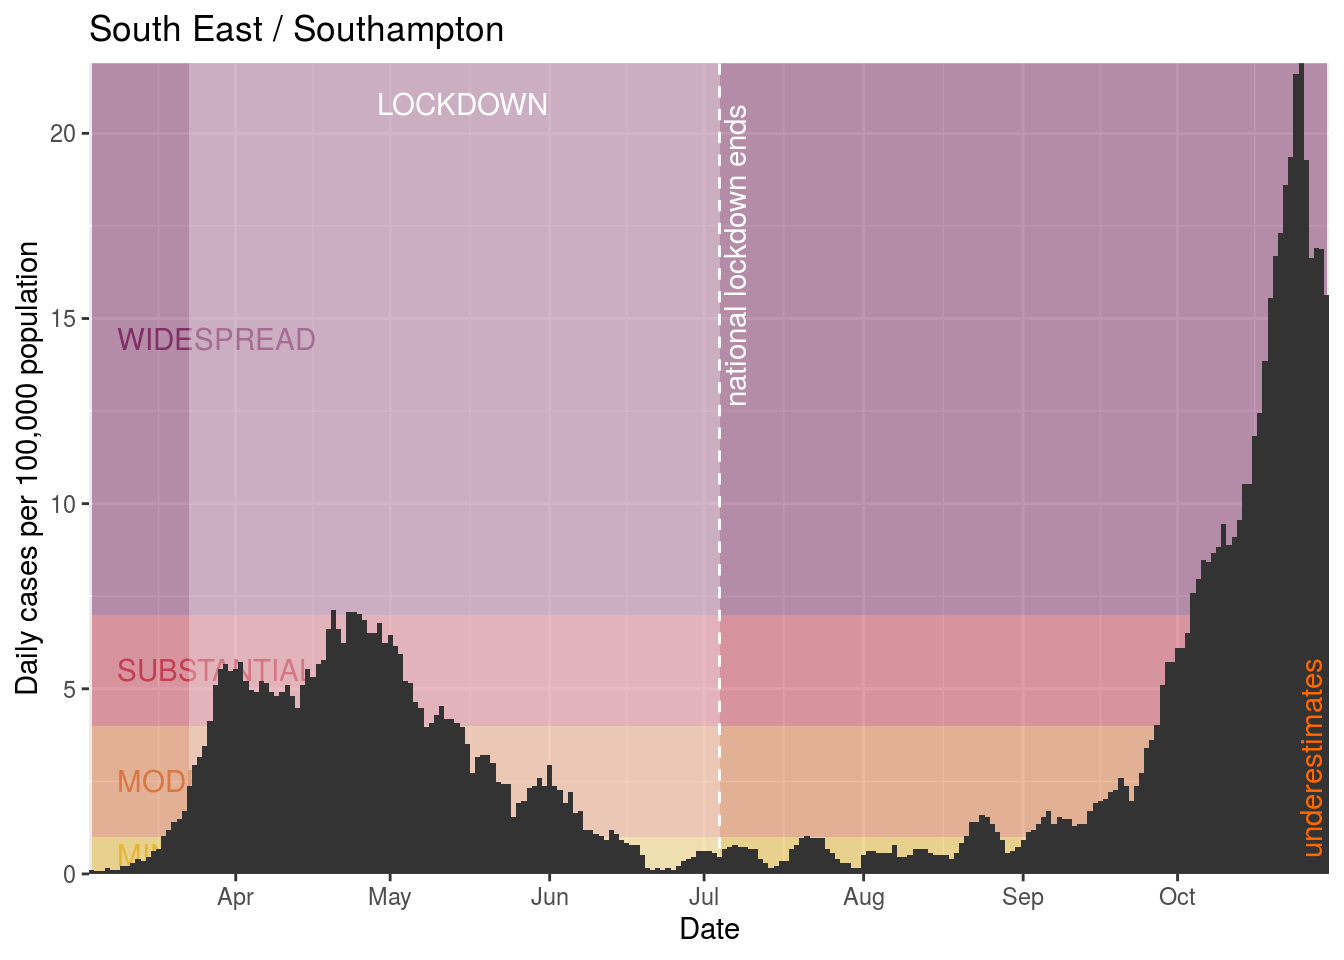 South East / Southampton
Daily cases per 100,000 population
20
15
10
5
0
LOCKDOWN
national lockdown ends
WIDESPREAD
SUBSTANTIAL
underestimates
Apr
May
Jun
Jul
Aug
Sep
Oct
Date